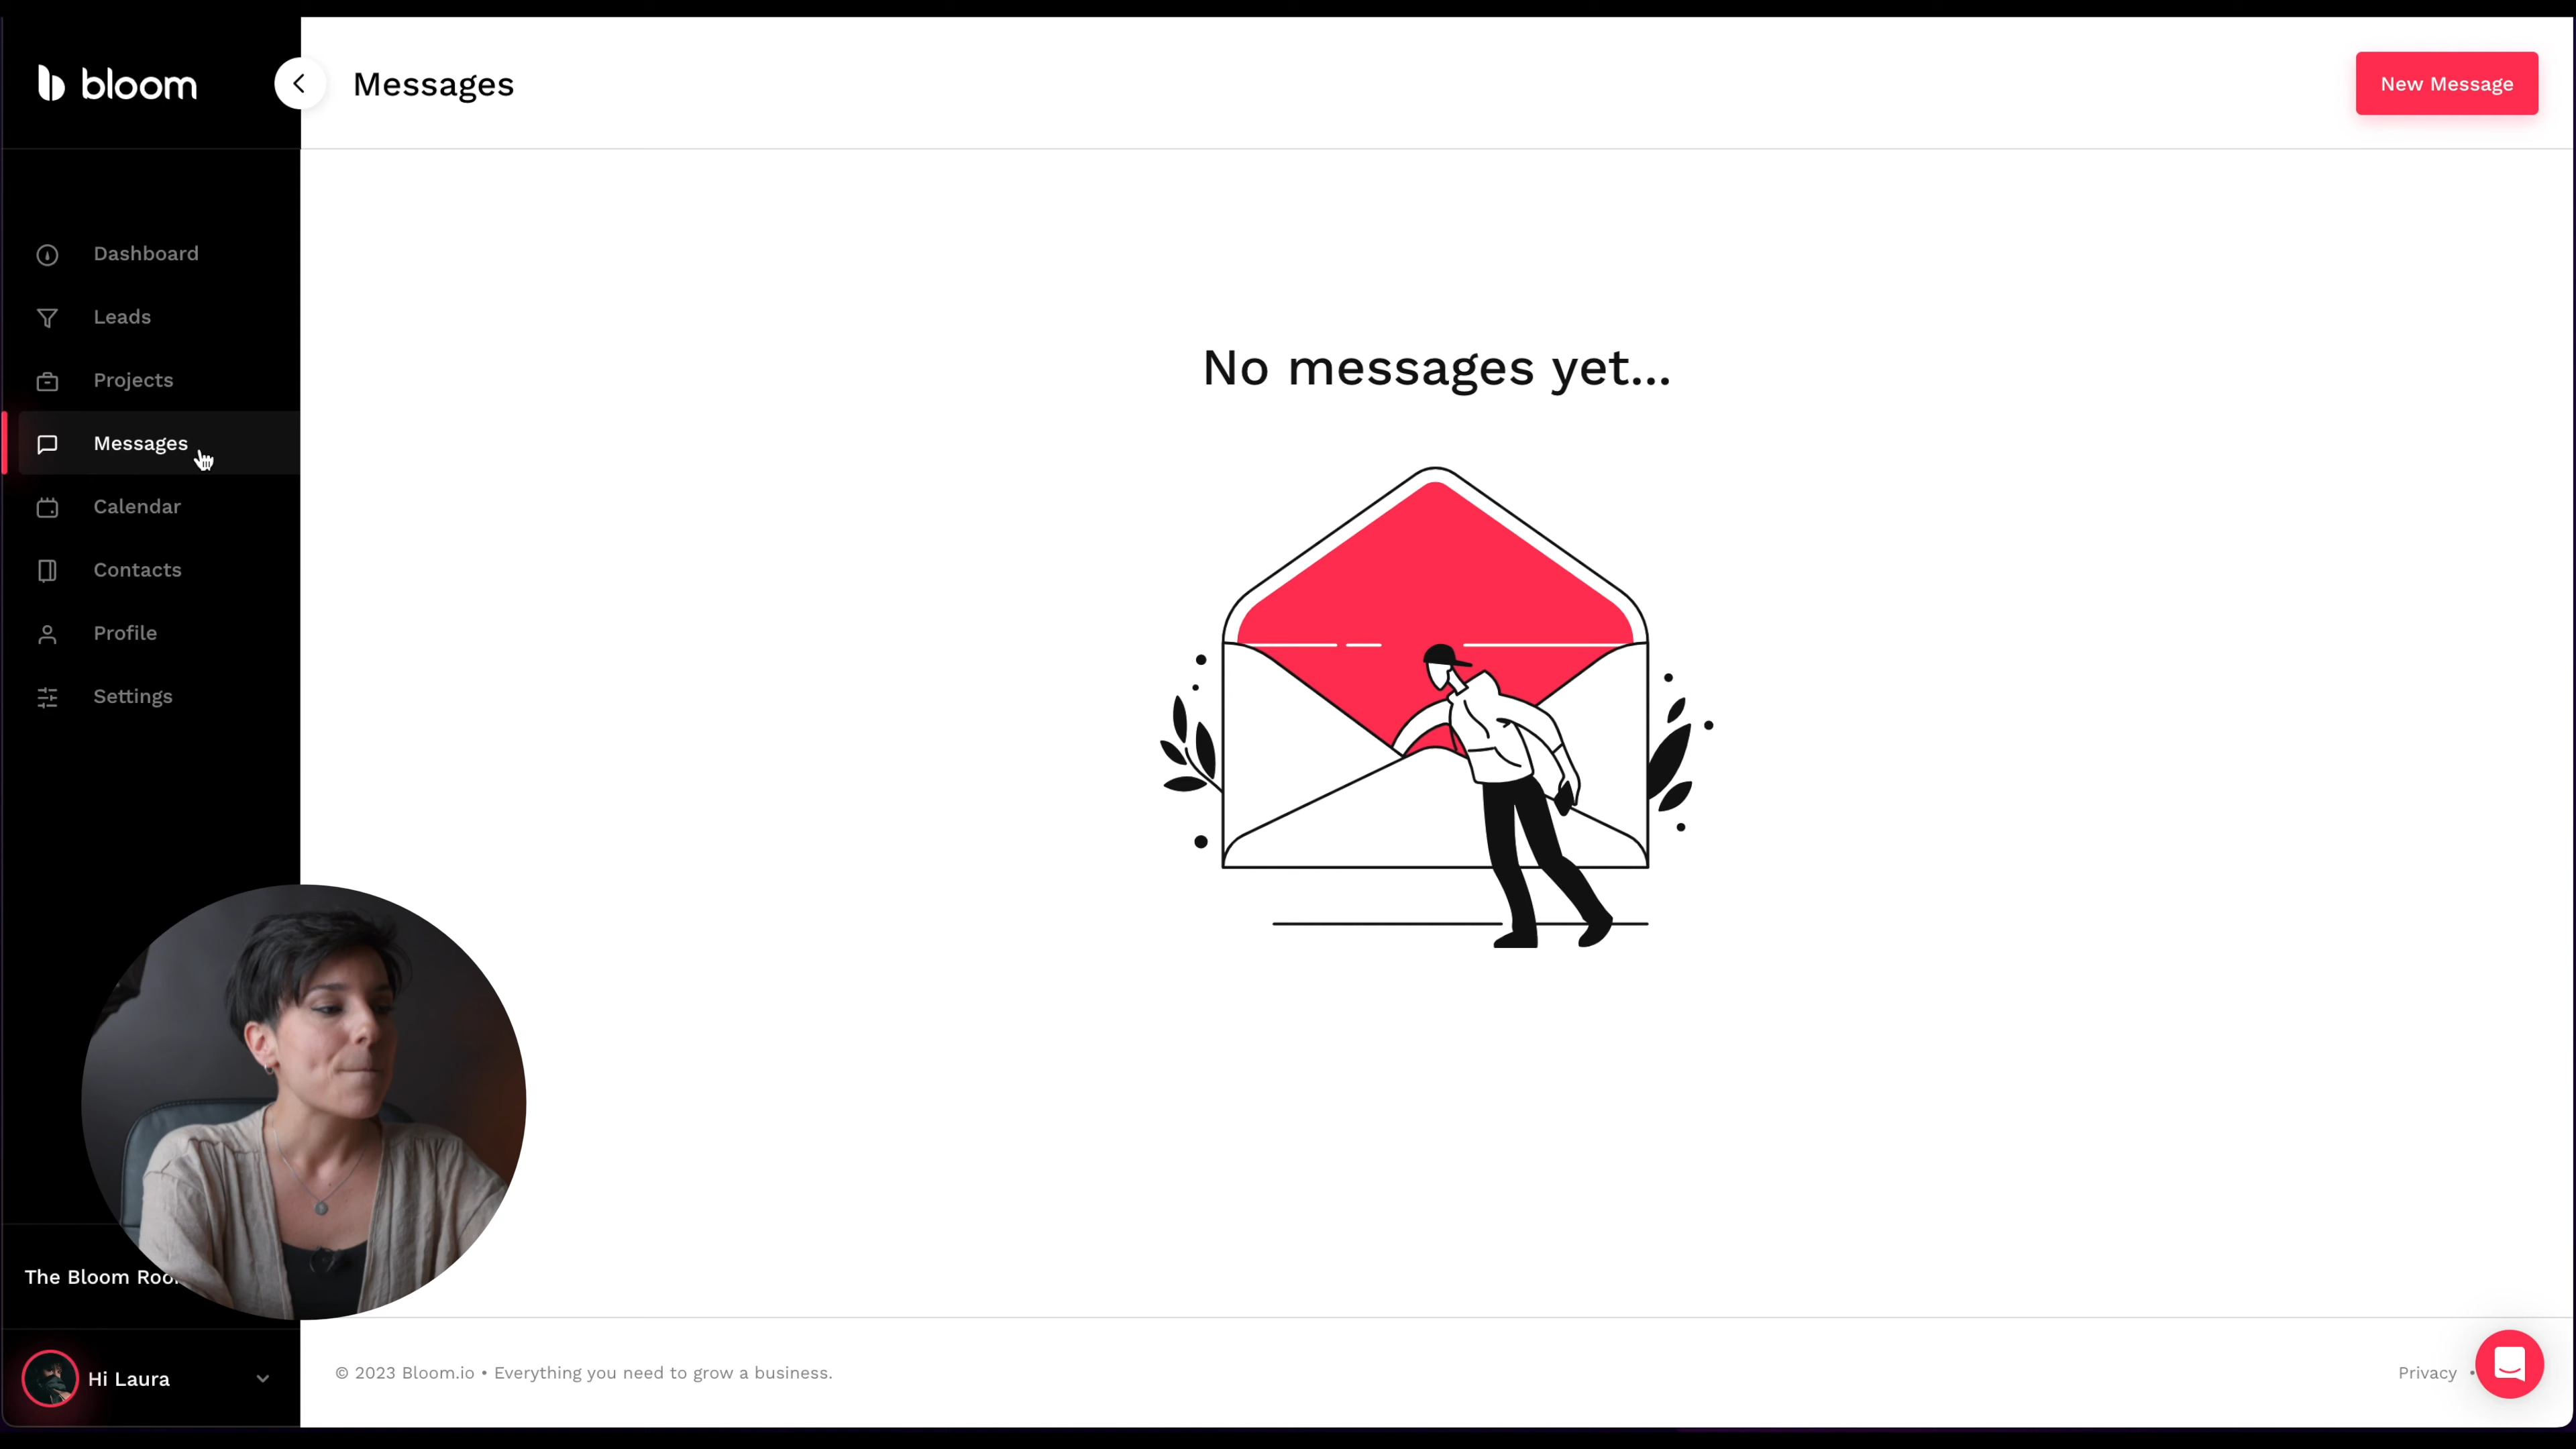 bloom
Messages
New Message
Dashboard
Leads
Projects
Messages
Calendar
Contacts
Profile
Settings
No messages yet...
The Bloom
Hi Laura
© 2023 Bloom.io • Everything you need to grow a business.
Privacy •